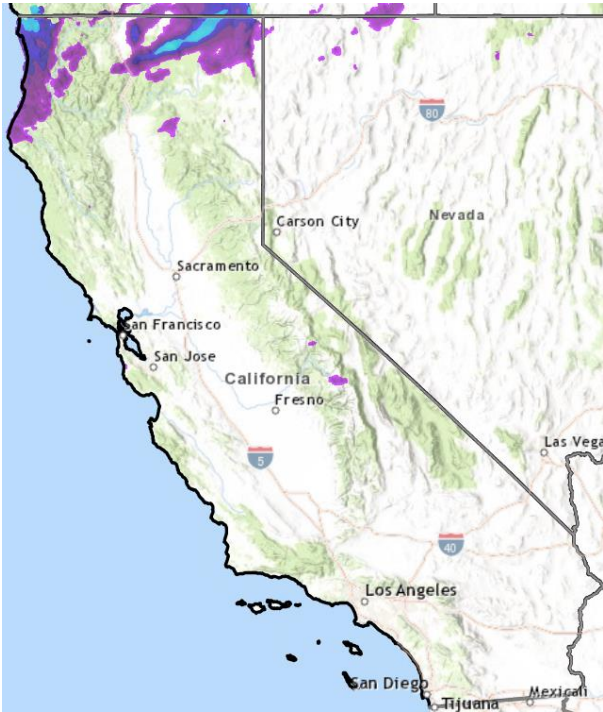 80
Carson City
Nevada
Sacramento
San Francisco
San Jose
California
Fresno
Las Vega
5
40
Los Angeles
San Diego
Mexicali
Tijuana